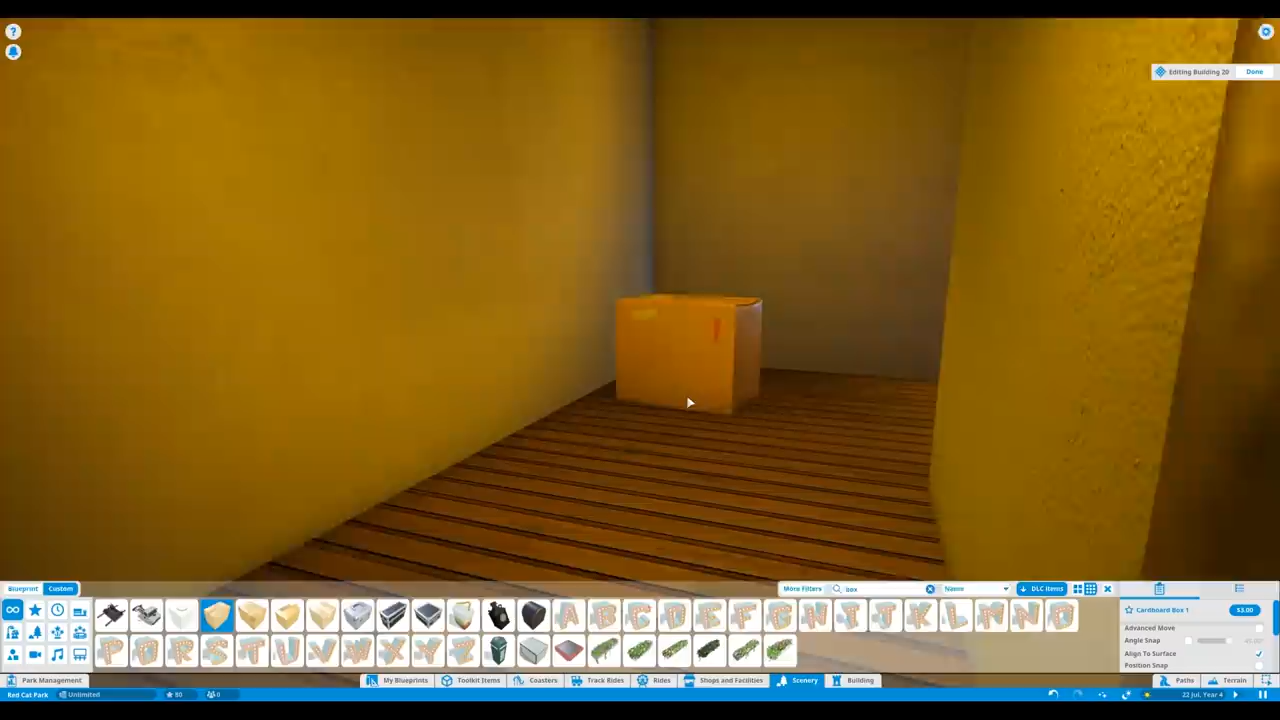 ?
Editing Building 20 Done
Blueprint Custom
More Filters box Name DLC Items
Cardboard Box 1 $3.00
Advanced Move
Angle Snap
Align To Surface
Position Snap
A B C D E F G H I J K L M N O
P Q R S T U V W X Y Z
Park Management My Blueprints Toolkit Items Coasters Track Rides Rides Shops and Facilities Scenery Building Paths Terrain
Red Cat Park Unlimited 80 0 22 Jul, Year 4